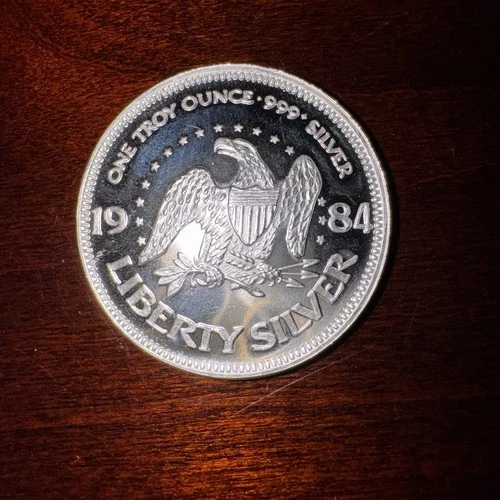 ONE TROY OUNCE · 999 · SILVER
19 84
LIBERTY SILVER